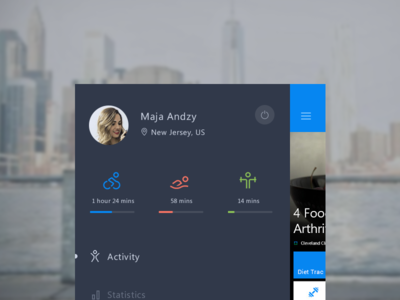 Maja Andzy
New Jersey, US
1 hour 24 mins
58 mins
14 mins
4 Foo
Arthri
Cleveland Cli
Activity
Diet Trac
Statistics